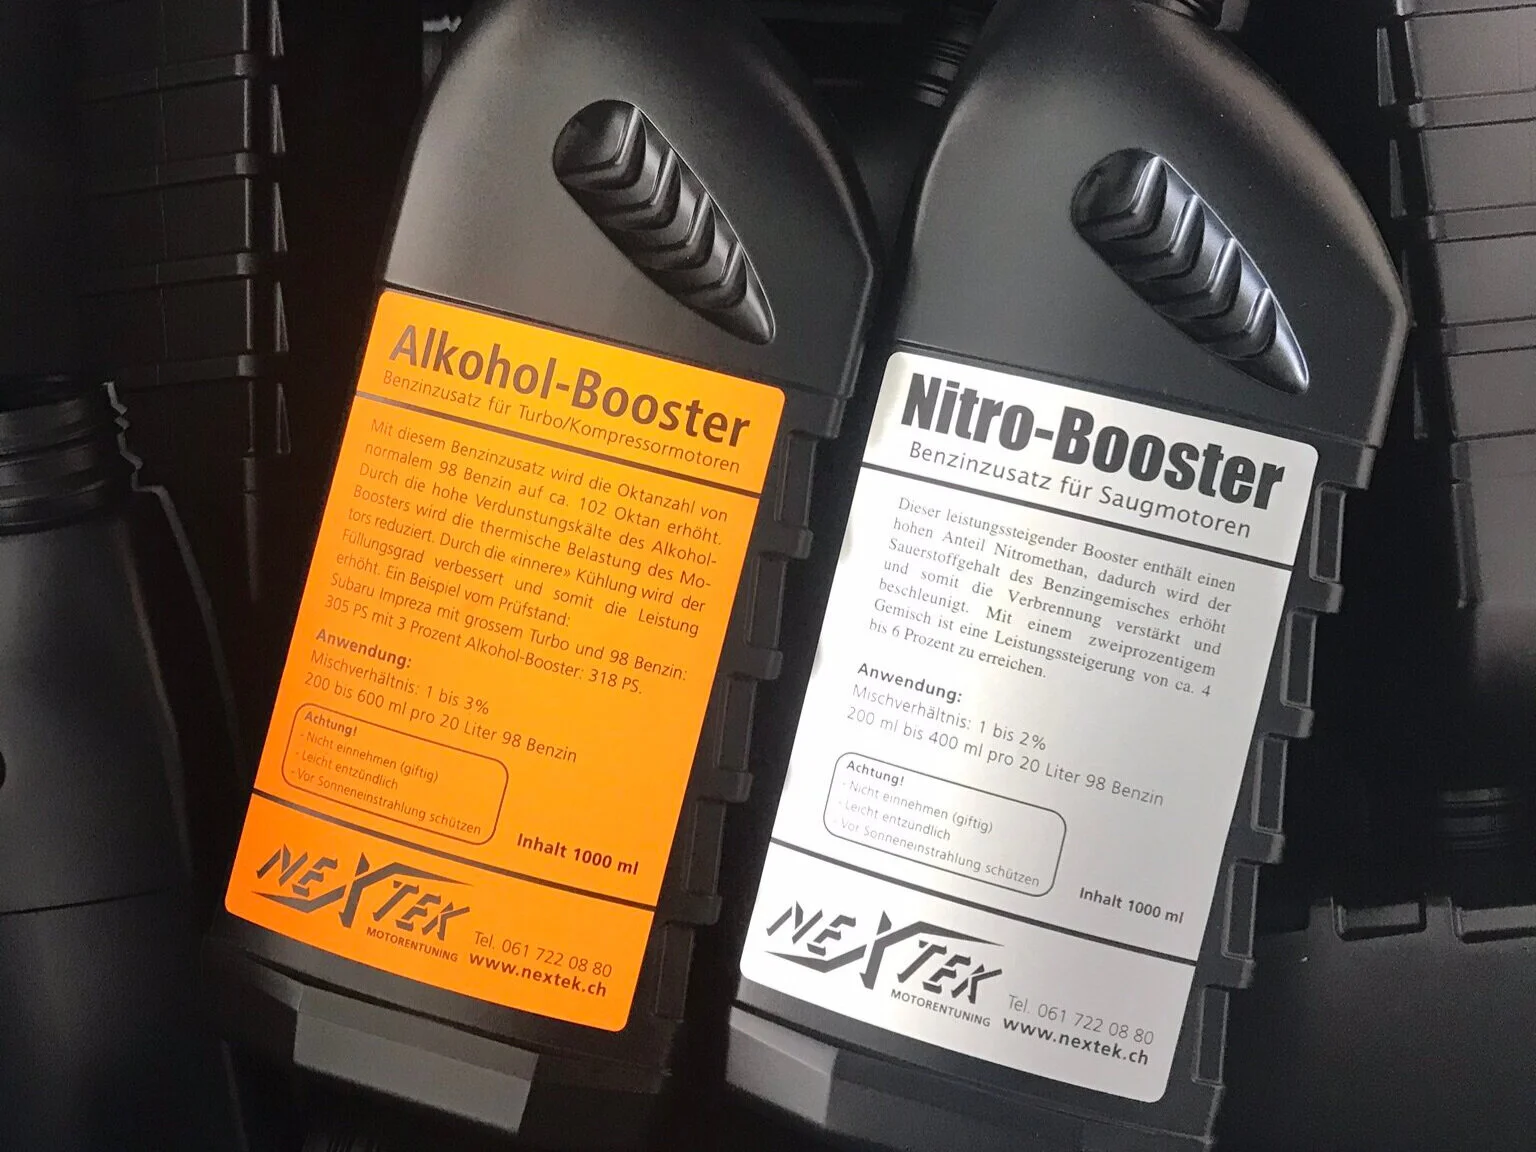 Alkohol-Booster
Benzinzusatz für Turbo/Kompressormotoren
Mit diesem Benzinzusatz wird die Oktanzahl von
normalem 98 Benzin auf ca. 102 Oktan erhöht.
Durch die hohe Verdunstungskälte des Alkohol-
Boosters wird die thermische Belastung des Mo-
tors reduziert. Durch die «innere» Kühlung wird der
Füllungsgrad verbessert und somit die Leistung
erhöht. Ein Beispiel vom Prüfstand:
Subaru Impreza mit grossem Turbo und 98 Benzin:
305 PS mit 3 Prozent Alkohol-Booster: 318 PS.
Anwendung:
Mischverhältnis: 1 bis 3%
200 bis 600 ml pro 20 Liter 98 Benzin
Achtung!
- Nicht einnehmen (giftig)
- Leicht entzündlich
- Vor Sonneneinstrahlung schützen
Inhalt 1000 ml
NEXTEK
MOTORENTUNING
Tel. 061 722 08 80
www.nextek.ch
Nitro-Booster
Benzinzusatz für Saugmotoren
Dieser leistungssteigender Booster enthält einen
hohen Anteil Nitromethan, dadurch wird der
Sauerstoffgehalt des Benzingemisches erhöht
und somit die Verbrennung verstärkt und
beschleunigt. Mit einem zweiprozentigem
Gemisch ist eine Leistungssteigerung von ca. 4
bis 6 Prozent zu erreichen.
Anwendung:
Mischverhältnis: 1 bis 2%
200 ml bis 400 ml pro 20 Liter 98 Benzin
Achtung!
- Nicht einnehmen (giftig)
- Leicht entzündlich
- Vor Sonneneinstrahlung schützen
Inhalt 1000 ml
NEXTEK
MOTORENTUNING
Tel. 061 722 08 80
www.nextek.ch